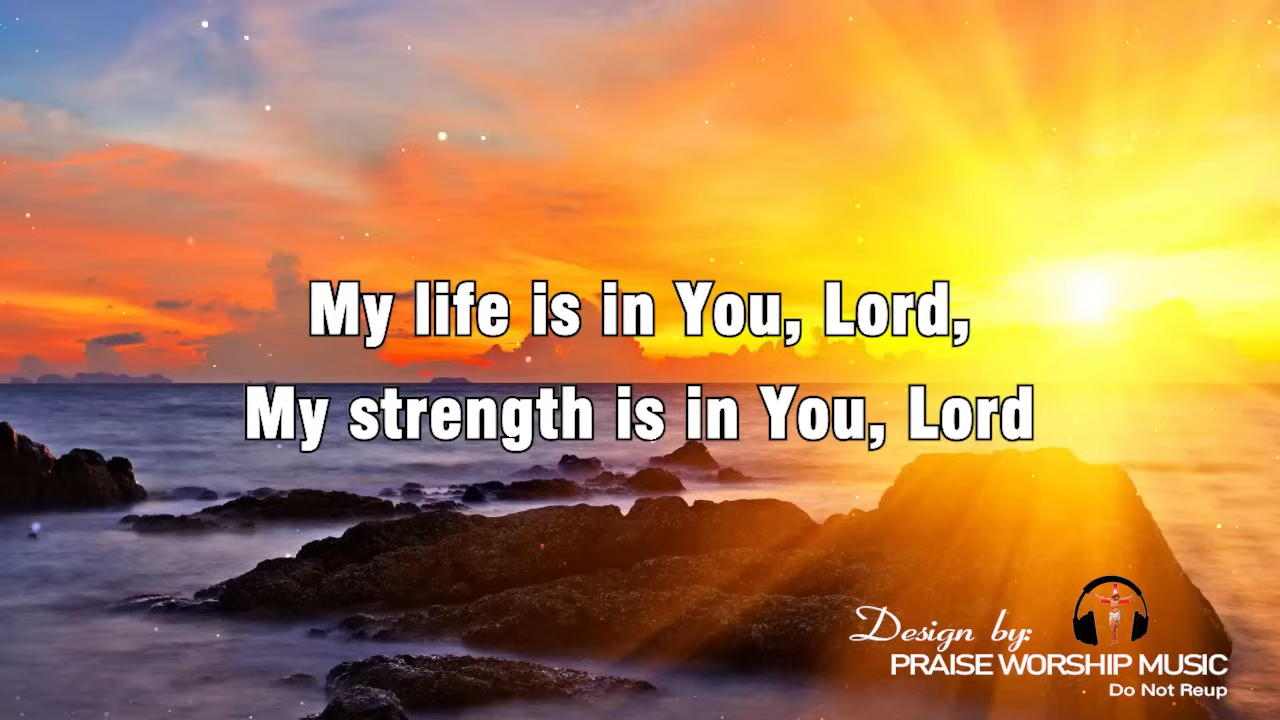 My life is in You, Lord,
My strength is in You, Lord
Design by:
PRAISE WORSHIP MUSIC
Do Not Reup